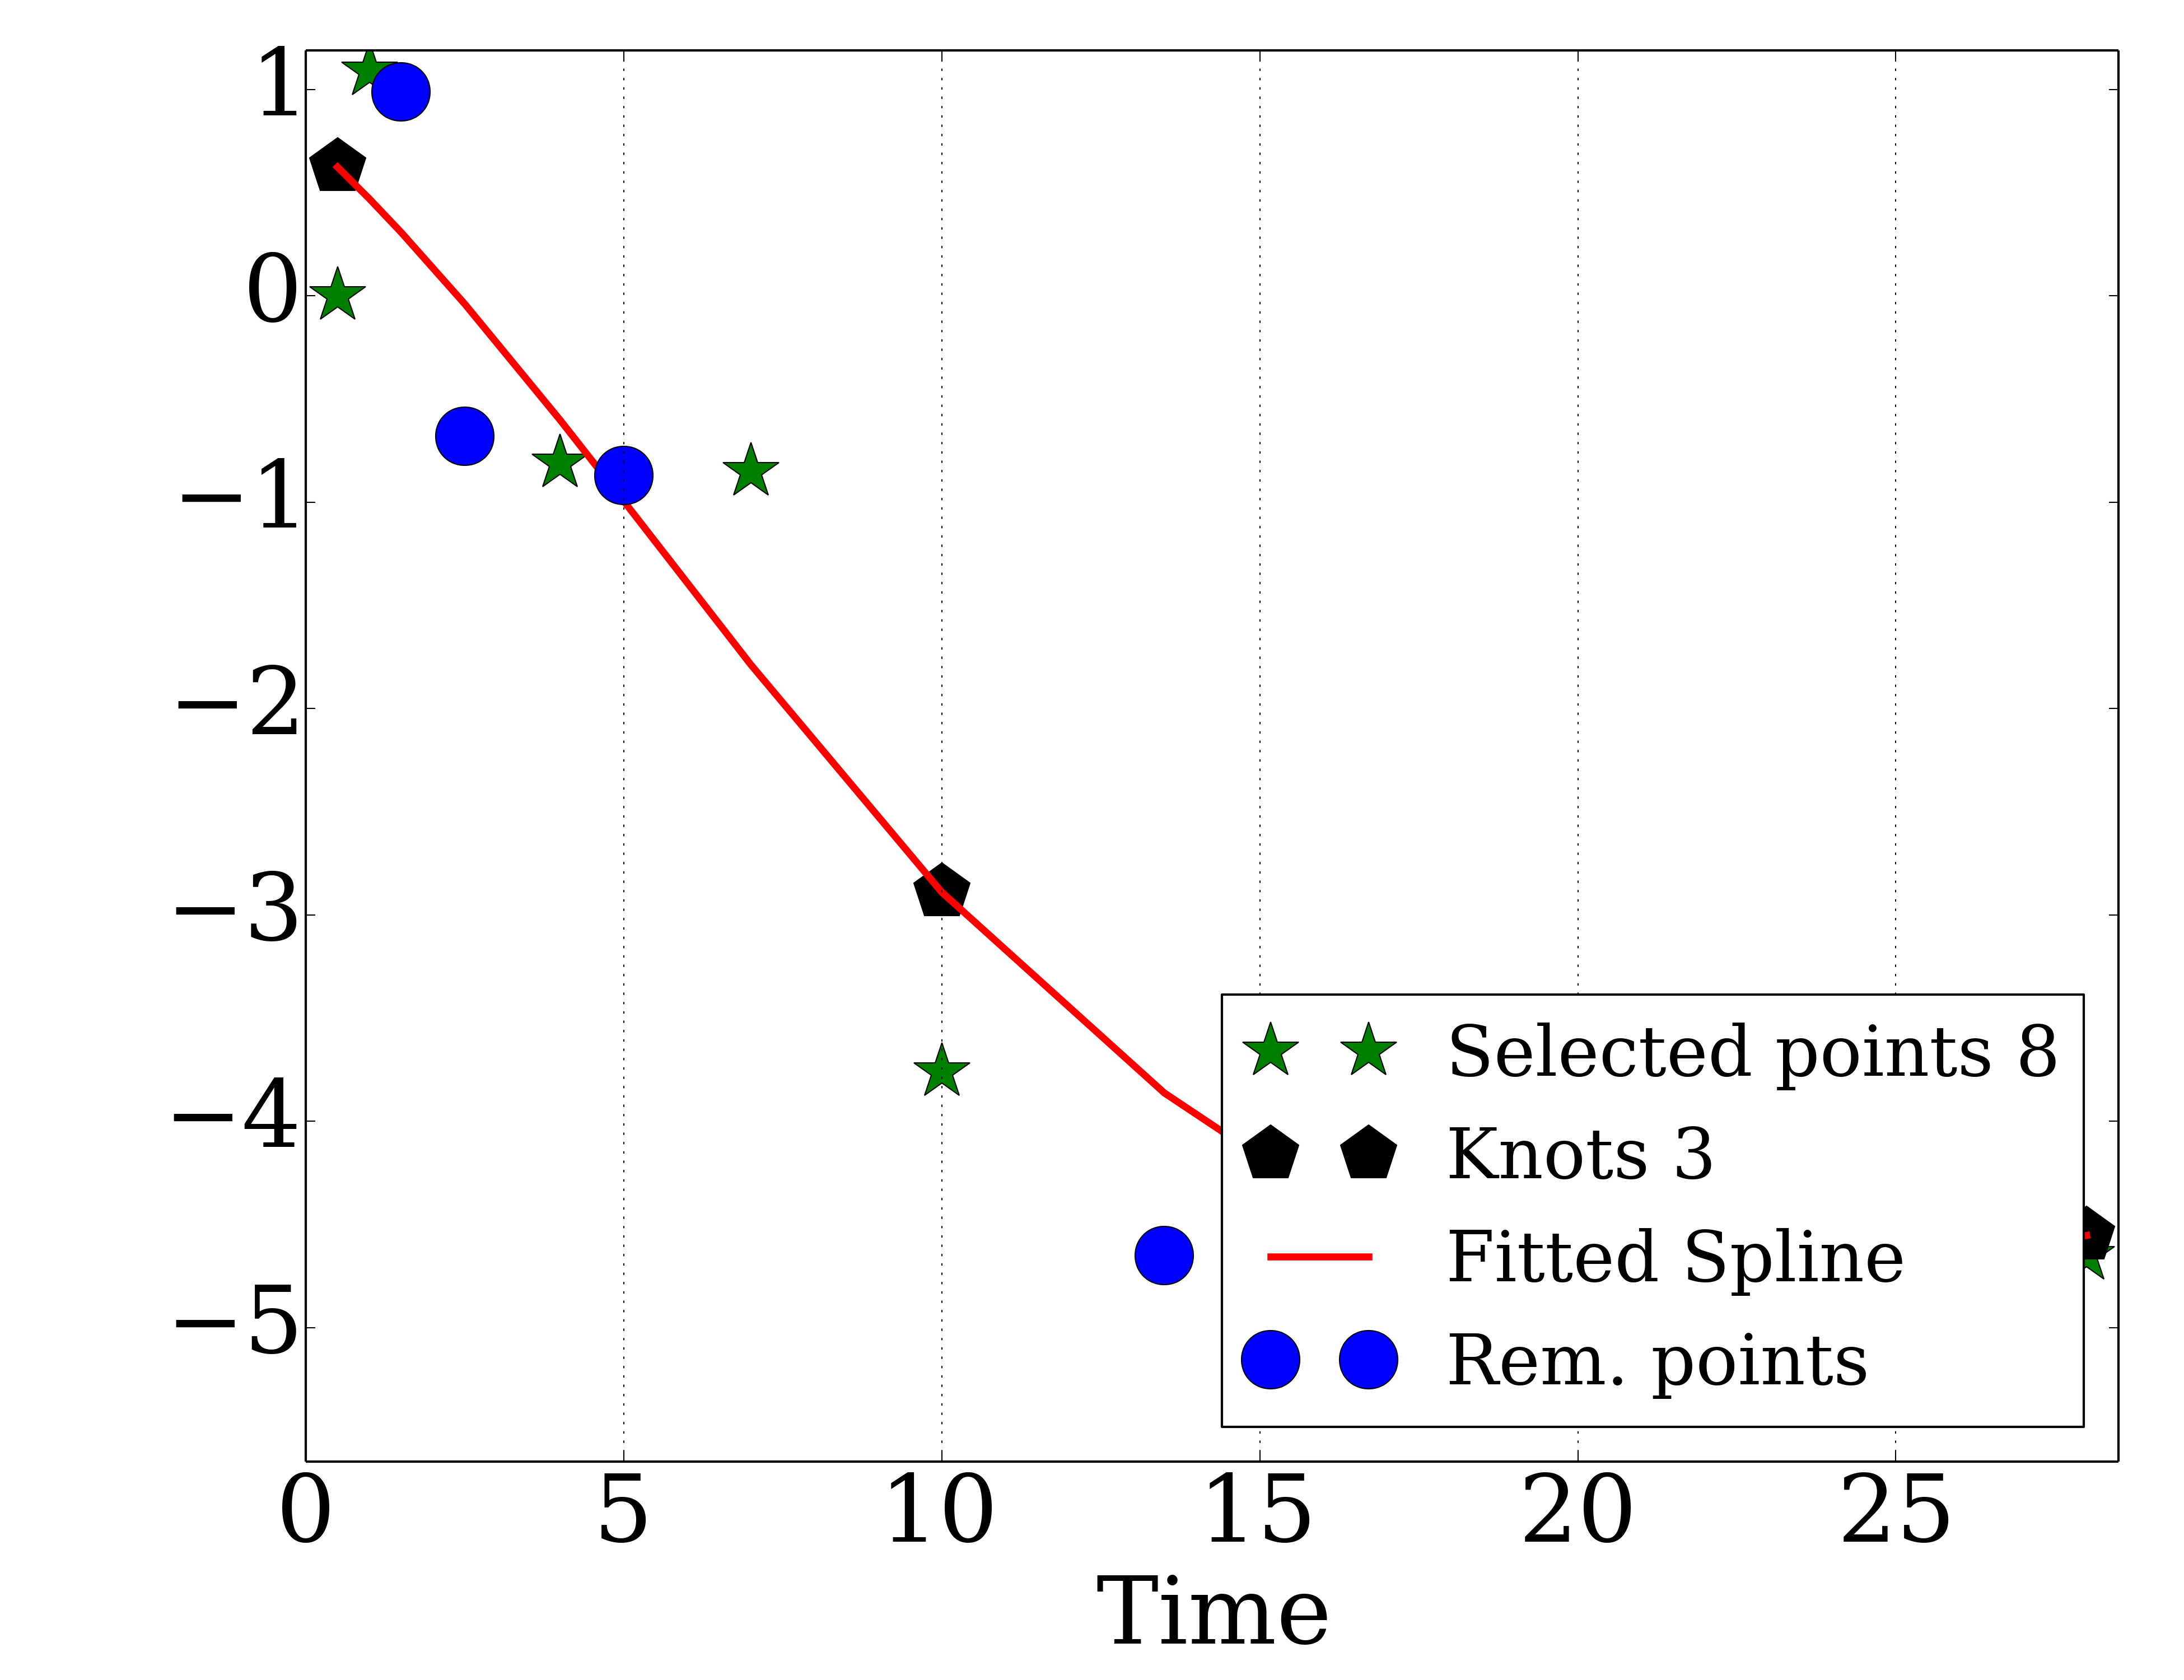 1
0
−1
−2
−3
−4
−5
Selected points 8
Knots 3
Fitted Spline
Rem. points
0 5 10 15 20 25
Time